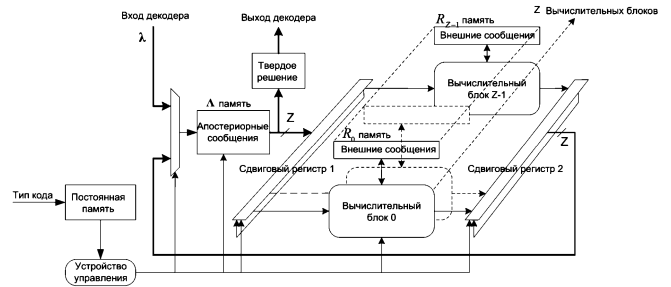 Вход декодера
λ
Выход декодера
Z Вычислительных блоков
R_{Z-1} память
Внешние сообщения
Твердое
решение
Вычислительный
блок Z-1
Λ память
Z
Апостериорные
сообщения
R_0 память
Внешние сообщения
Z
Сдвиговый регистр 1
Сдвиговый регистр 2
Тип кода
Постоянная
память
Вычислительный
блок 0
Устройство
управления